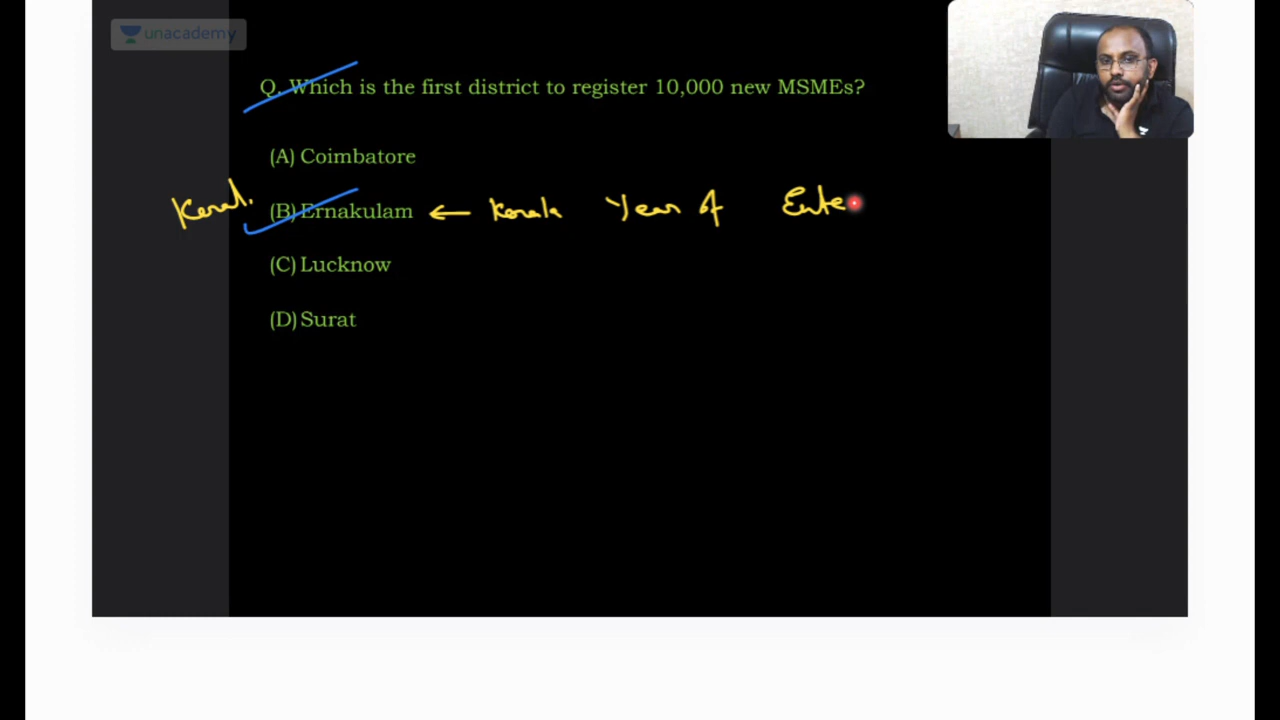 unacademy
Q. Which is the first district to register 10,000 new MSMEs?
(A) Coimbatore
Keral. (B) Ernakulam ← Kerala Year of Ente
(C) Lucknow
(D) Surat